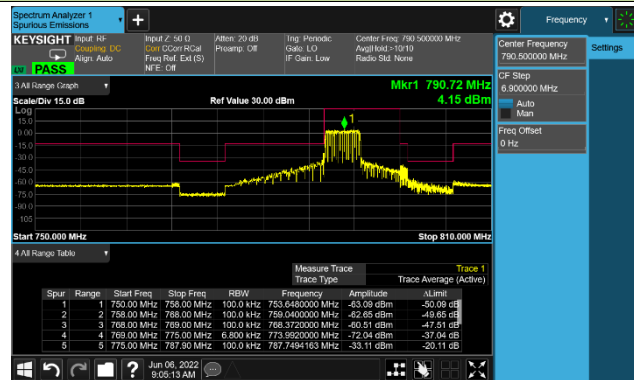 Spectrum Analyzer 1
Spurious Emissions
Frequency
KEYSIGHT Input: RF
Coupling: DC
Align: Auto
Input Z: 50 Ω
Corr CCorr RCal
Freq Ref: Ext (S)
NFE: Off
Atten: 20 dB
Preamp: Off
Trig: Periodic
Gate: LO
IF Gain: Low
Center Freq: 790.500000 MHz
Avg|Hold:>10/10
Radio Std: None
PASS
Center Frequency
790.500000 MHz
Settings
CF Step
6.900000 MHz
Auto
Man
Freq Offset
0 Hz
3 All Range Graph
Mkr1 790.72 MHz
Scale/Div 15.0 dB
Ref Value 30.00 dBm
4.15 dBm
Log
15.0
0.00
-15.0
-30.0
-45.0
-60.0
-75.0
-90.0
-105
1
Start 750.000 MHz
Stop 810.000 MHz
4 All Range Table
Measure Trace Trace 1
Trace Type Trace Average (Active)
Spur Range Start Freq Stop Freq RBW Frequency Amplitude ΔLimit
1 1 750.00 MHz 758.00 MHz 100.0 kHz 753.6480000 MHz -63.09 dBm -50.09 dB
2 2 758.00 MHz 768.00 MHz 100.0 kHz 759.0400000 MHz -62.65 dBm -49.65 dB
3 3 768.00 MHz 769.00 MHz 100.0 kHz 768.3720000 MHz -60.51 dBm -47.51 dB
4 4 769.00 MHz 775.00 MHz 6.800 kHz 773.9920000 MHz -72.04 dBm -37.04 dB
5 5 775.00 MHz 787.90 MHz 100.0 kHz 787.7494163 MHz -33.11 dBm -20.11 dB
Jun 06, 2022
9:05:13 AM